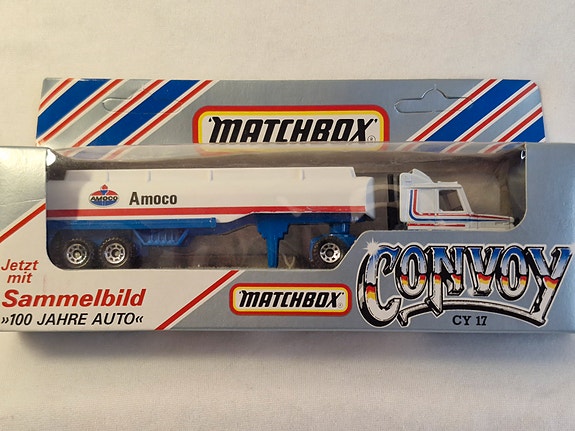 MATCHBOX
AMOCO
Amoco
Jetzt
mit
Sammelbild
»100 JAHRE AUTO«
MATCHBOX
CONVOY
CY 17